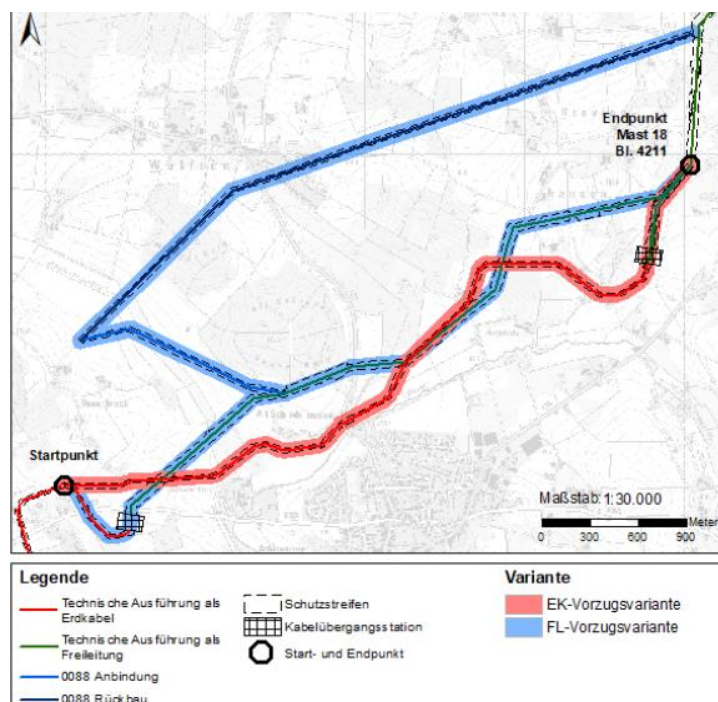 Endpunkt
Mast 18
Bl. 4211
Startpunkt
Maßstab: 1:30.000
Meter
0 300 600 900
Legende
Technische Ausführung als
Erdkabel
Technische Ausführung als
Freileitung
0088 Anbindung
0088 Rückbau
Schutzstreifen
Kabelübergangsstation
Start- und Endpunkt
Variante
EK-Vorzugsvariante
FL-Vorzugsvariante